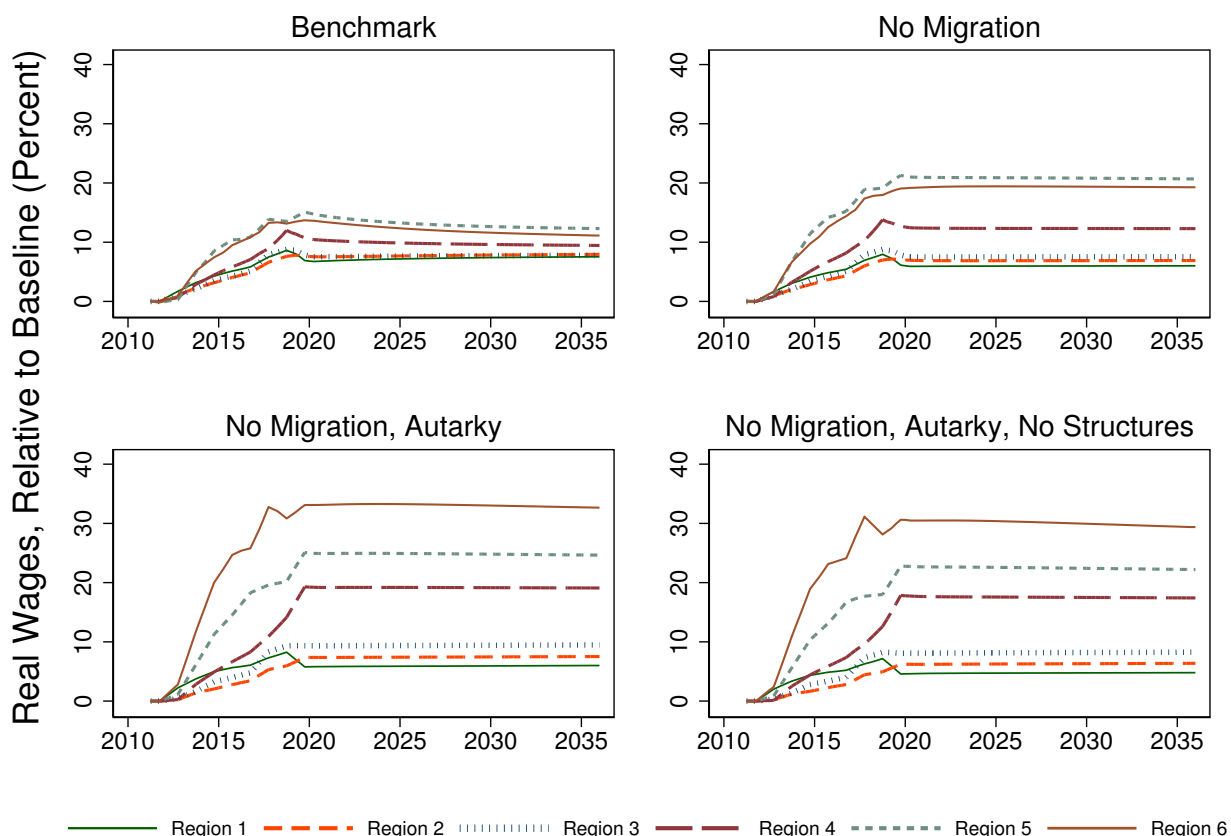 Benchmark
No Migration
Real Wages, Relative to Baseline (Percent)
40
30
20
10
0
2010 2015 2020 2025 2030 2035
40
30
20
10
0
2010 2015 2020 2025 2030 2035
No Migration, Autarky
No Migration, Autarky, No Structures
40
30
20
10
0
2010 2015 2020 2025 2030 2035
40
30
20
10
0
2010 2015 2020 2025 2030 2035
Region 1 Region 2 Region 3 Region 4 Region 5 Region 6